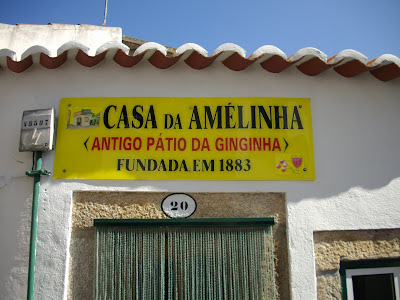 CASA DA AMÉLINHA
<ANTIGO PÁTIO DA GINGINHA>
FUNDADA EM 1883
20